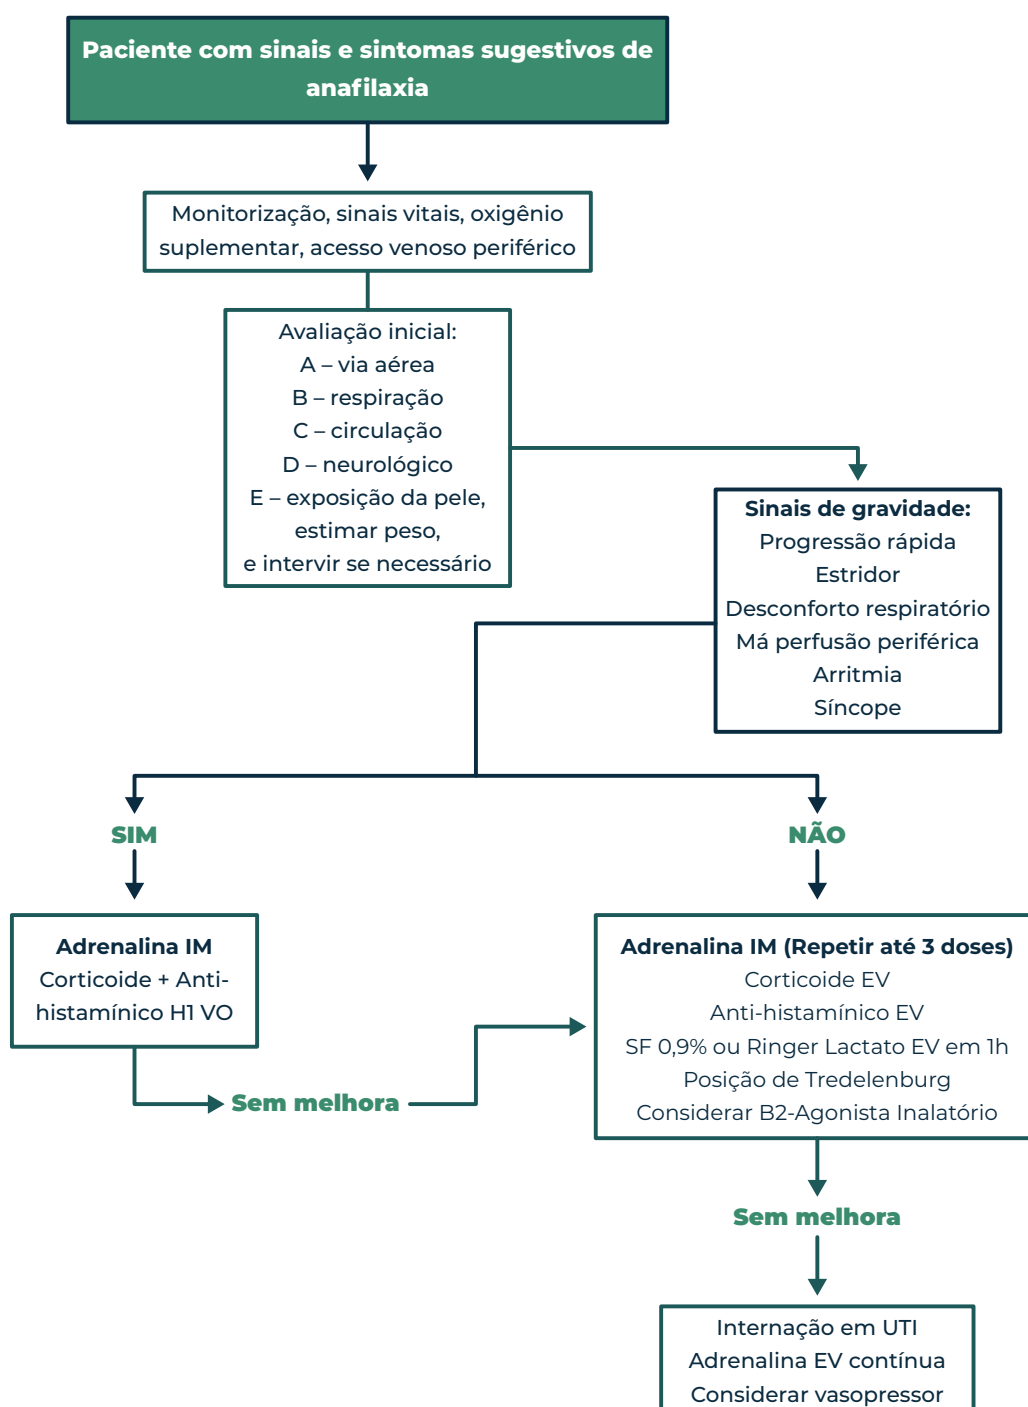 Paciente com sinais e sintomas sugestivos de
anafilaxia
Monitorização, sinais vitais, oxigênio
suplementar, acesso venoso periférico
Avaliação inicial:
A – via aérea
B – respiração
C – circulação
D – neurológico
E – exposição da pele,
estimar peso,
e intervir se necessário
Sinais de gravidade:
Progressão rápida
Estridor
Desconforto respiratório
Má perfusão periférica
Arritmia
Síncope
SIM
NÃO
Adrenalina IM
Corticoide + Anti-
histamínico H1 VO
Sem melhora
Adrenalina IM (Repetir até 3 doses)
Corticoide EV
Anti-histamínico EV
SF 0,9% ou Ringer Lactato EV em 1h
Posição de Tredelenburg
Considerar B2-Agonista Inalatório
Sem melhora
Internação em UTI
Adrenalina EV contínua
Considerar vasopressor